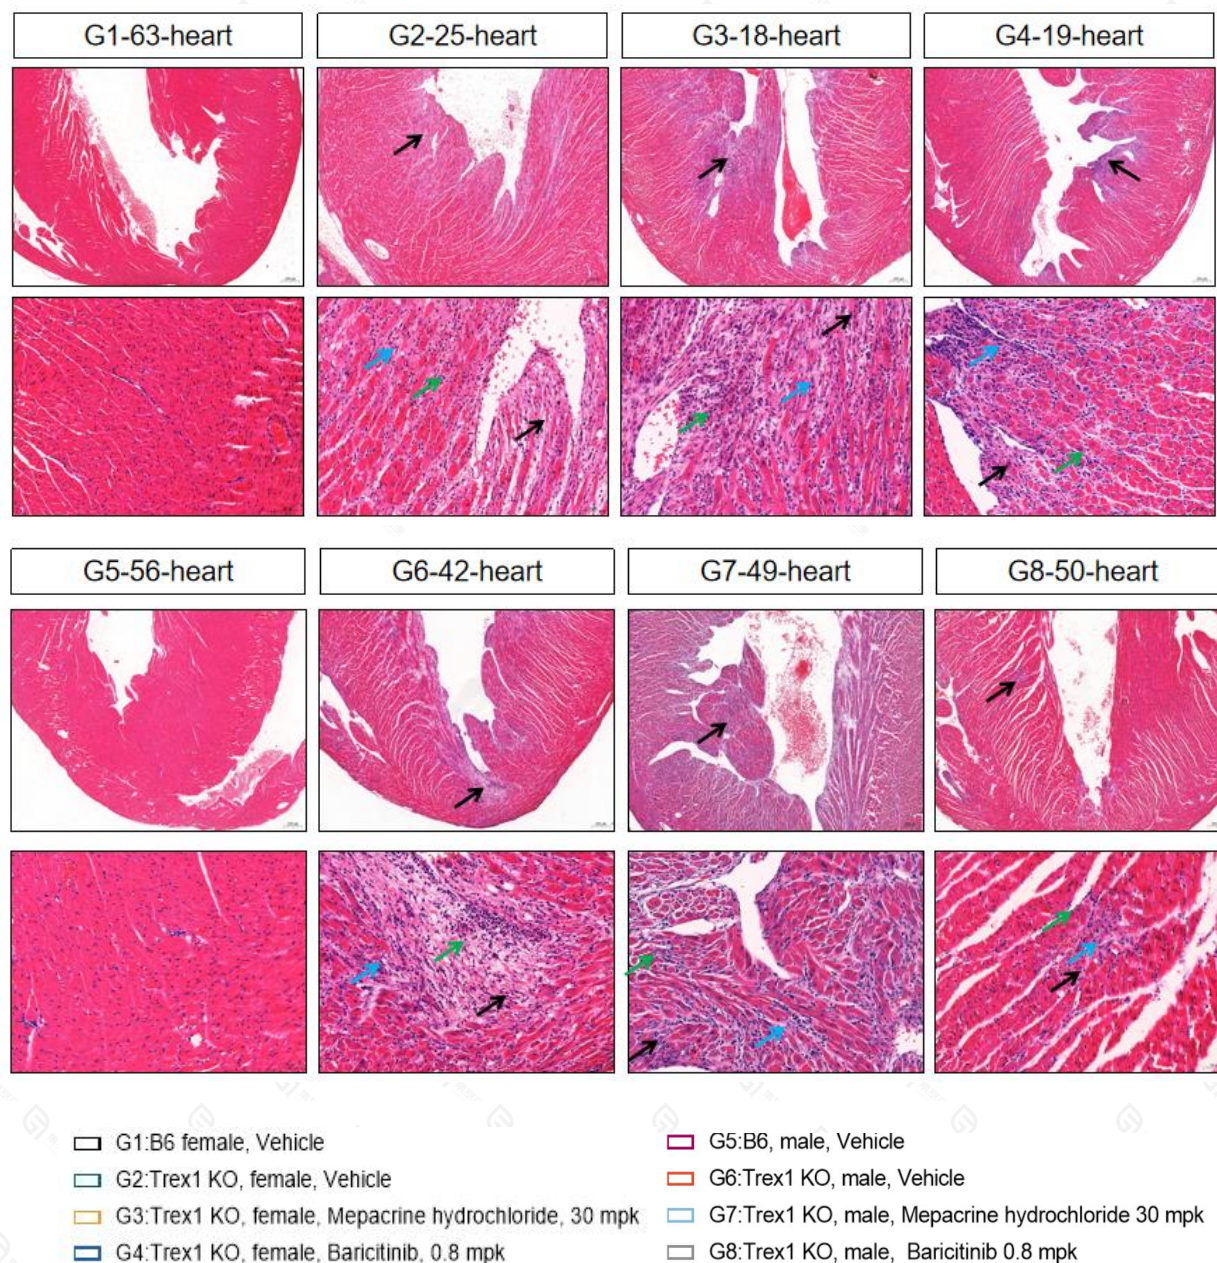 G1-63-heart
G2-25-heart
G3-18-heart
G4-19-heart
G5-56-heart
G6-42-heart
G7-49-heart
G8-50-heart
G1:B6 female, Vehicle
G2:Trex1 KO, female, Vehicle
G3:Trex1 KO, female, Mepacrine hydrochloride, 30 mpk
G4:Trex1 KO, female, Baricitinib, 0.8 mpk
G5:B6, male, Vehicle
G6:Trex1 KO, male, Vehicle
G7:Trex1 KO, male, Mepacrine hydrochloride 30 mpk
G8:Trex1 KO, male, Baricitinib 0.8 mpk